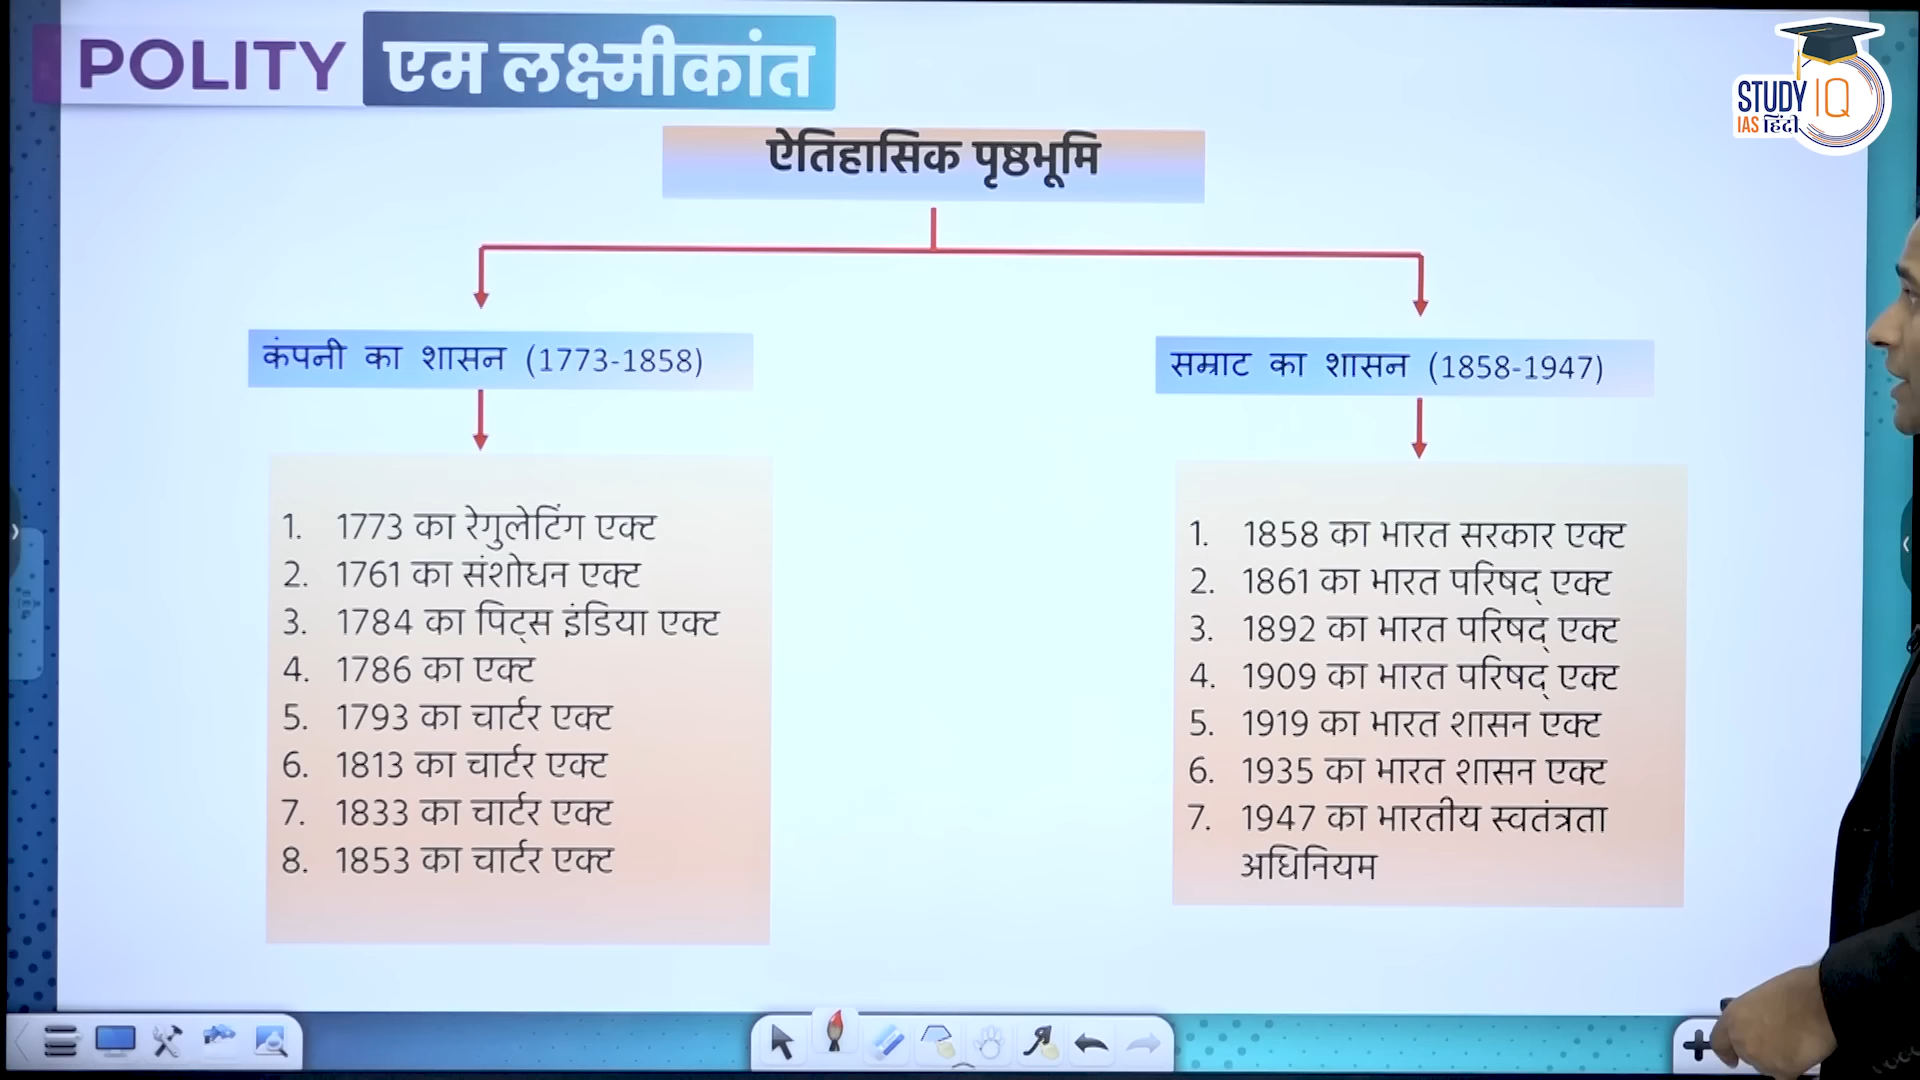 POLITY एम लक्ष्मीकांत
STUDY IQ
IAS हिंदी
ऐतिहासिक पृष्ठभूमि
कंपनी का शासन (1773-1858)
1. 1773 का रेगुलेटिंग एक्ट
2. 1761 का संशोधन एक्ट
3. 1784 का पिट्स इंडिया एक्ट
4. 1786 का एक्ट
5. 1793 का चार्टर एक्ट
6. 1813 का चार्टर एक्ट
7. 1833 का चार्टर एक्ट
8. 1853 का चार्टर एक्ट
सम्राट का शासन (1858-1947)
1. 1858 का भारत सरकार एक्ट
2. 1861 का भारत परिषद् एक्ट
3. 1892 का भारत परिषद् एक्ट
4. 1909 का भारत परिषद् एक्ट
5. 1919 का भारत शासन एक्ट
6. 1935 का भारत शासन एक्ट
7. 1947 का भारतीय स्वतंत्रता
अधिनियम